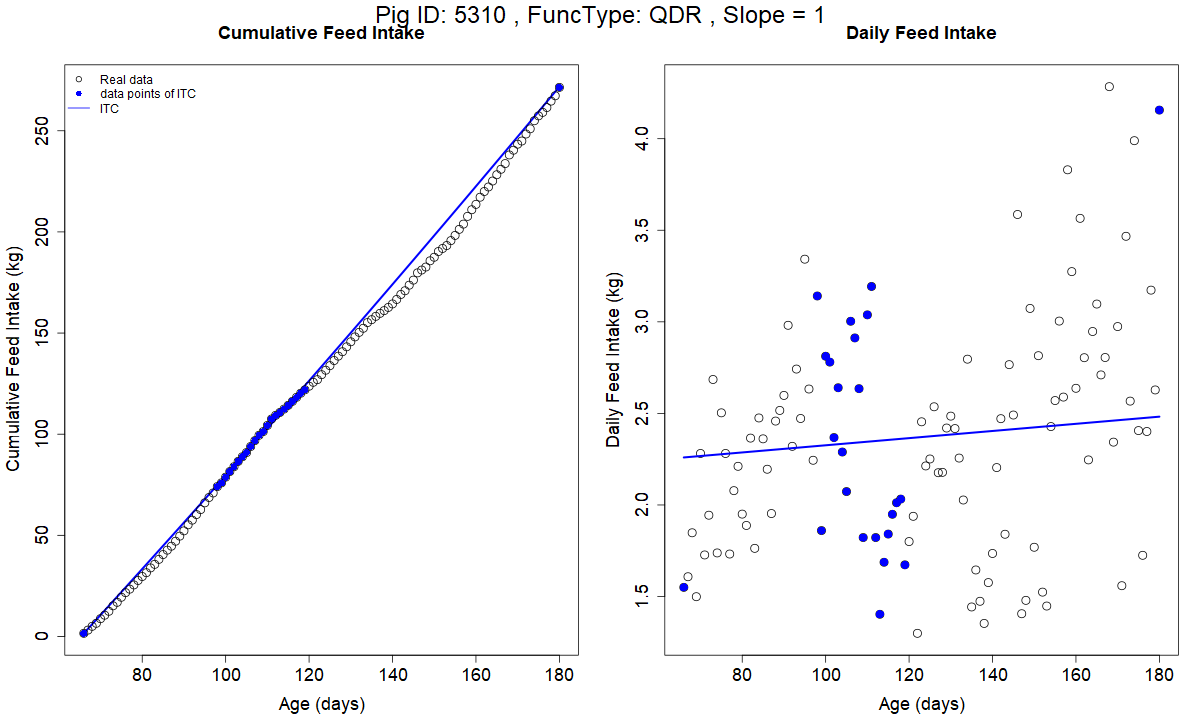 Pig ID: 5310 , FuncType: QDR , Slope = 1
Cumulative Feed Intake
Real data
data points of ITC
ITC
Cumulative Feed Intake (kg)
0
50
100
150
200
250
80
100
120
140
160
180
Age (days)
Daily Feed Intake
Daily Feed Intake (kg)
1.5
2.0
2.5
3.0
3.5
4.0
80
100
120
140
160
180
Age (days)